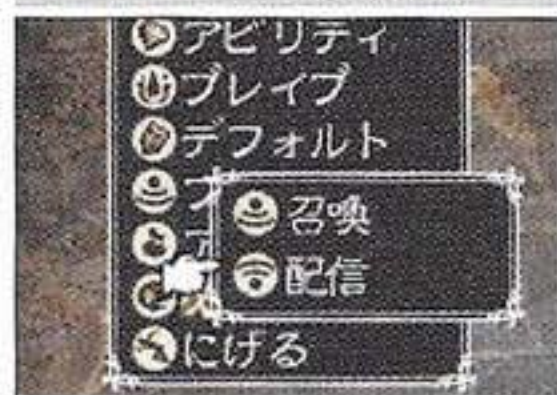 アビリティ
ブレイブ
デフォルト
召喚
配信
にげる